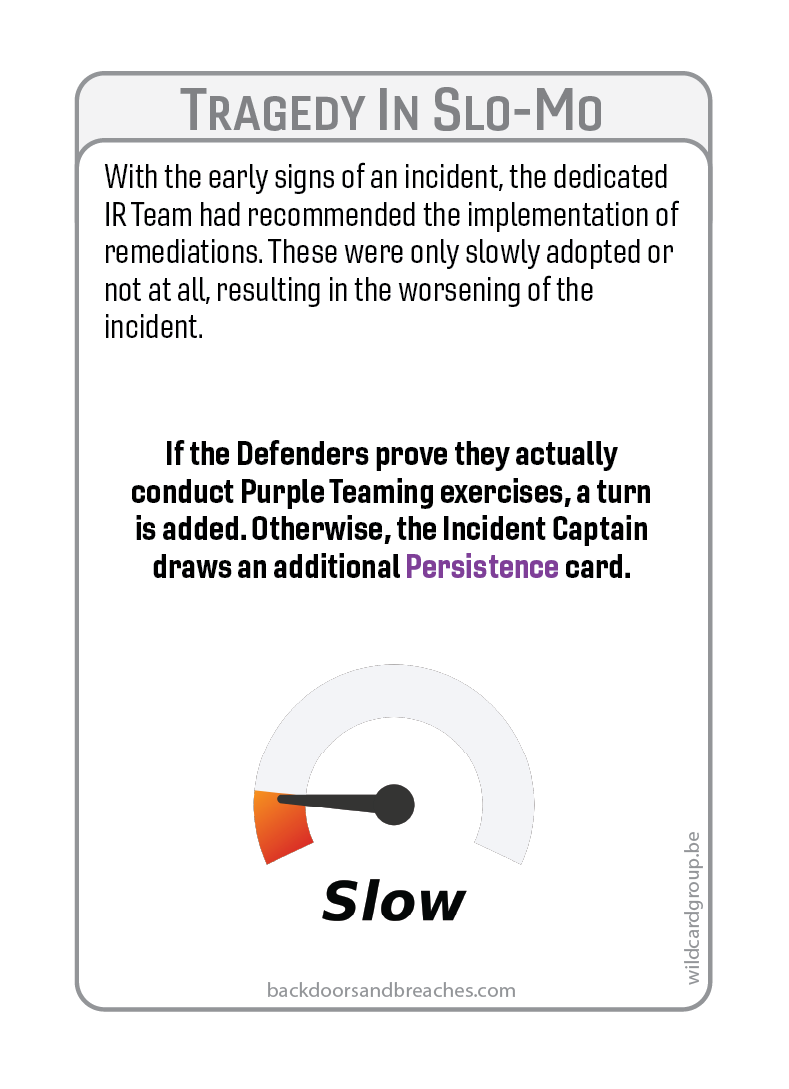 TRAGEDY IN SLO-MO
With the early signs of an incident, the dedicated
IR Team had recommended the implementation of
remediations. These were only slowly adopted or
not at all, resulting in the worsening of the
incident.
If the Defenders prove they actually
conduct Purple Teaming exercises, a turn
is added. Otherwise, the Incident Captain
draws an additional Persistence card.
Slow
wildcardgroup.be
backdoorsandbreaches.com